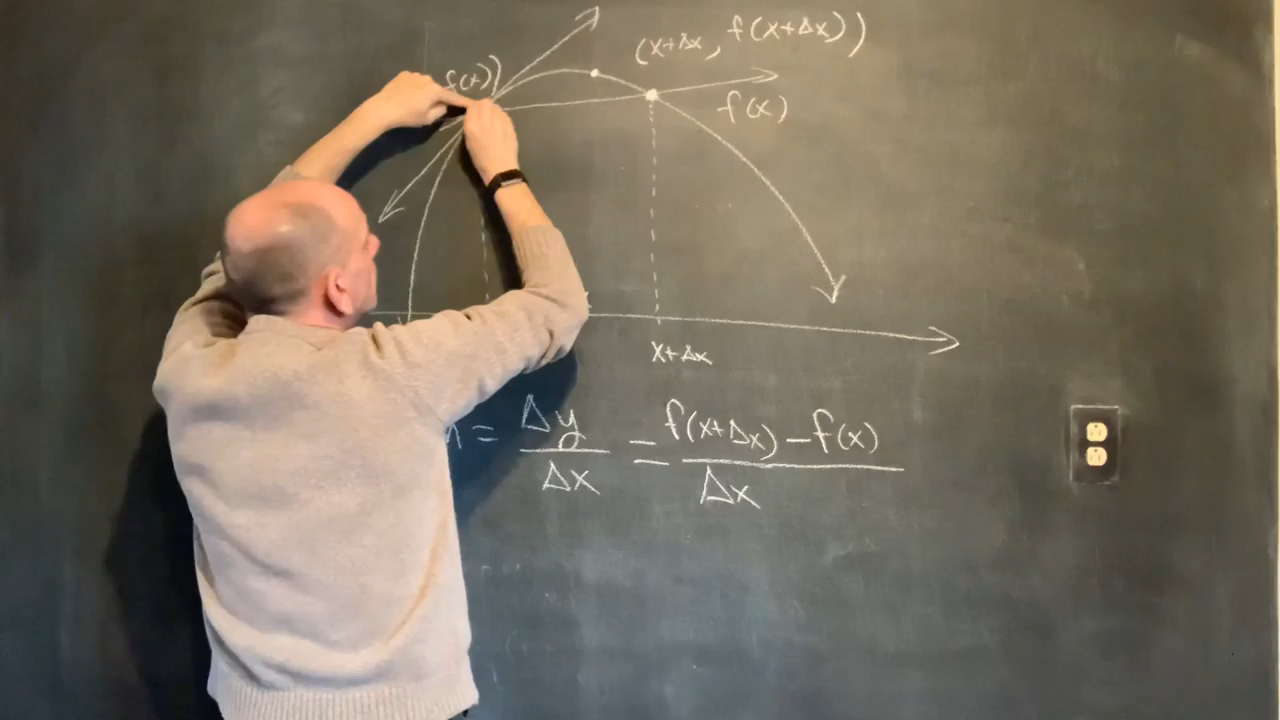 f(x))
(x+Δx, f(x+Δx))
f(x)
x+Δx
= Δy/Δx = f(x+Δx) – f(x)/Δx